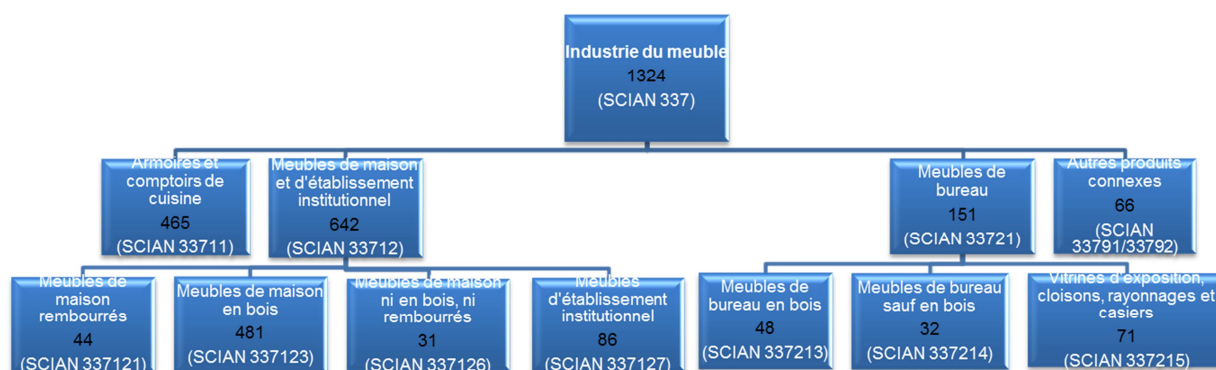 Industrie du meuble
1324
(SCIAN 337)
Armoires et
comptoirs de
cuisine
465
(SCIAN 33711)
Meubles de maison
et d'établissement
institutionnel
642
(SCIAN 33712)
Meubles de
bureau
151
(SCIAN 33721)
Autres produits
connexes
66
(SCIAN
33791/33792)
Meubles de
maison
rembourrés
44
(SCIAN 337121)
Meubles de maison
en bois
481
(SCIAN 337123)
Meubles de maison
ni en bois, ni
rembourrés
31
(SCIAN 337126)
Meubles
d'établissement
institutionnel
86
(SCIAN 337127)
Meubles de
bureau en bois
48
(SCIAN 337213)
Meubles de bureau
sauf en bois
32
(SCIAN 337214)
Vitrines d'exposition,
cloisons, rayonnages et
casiers
71
(SCIAN 337215)